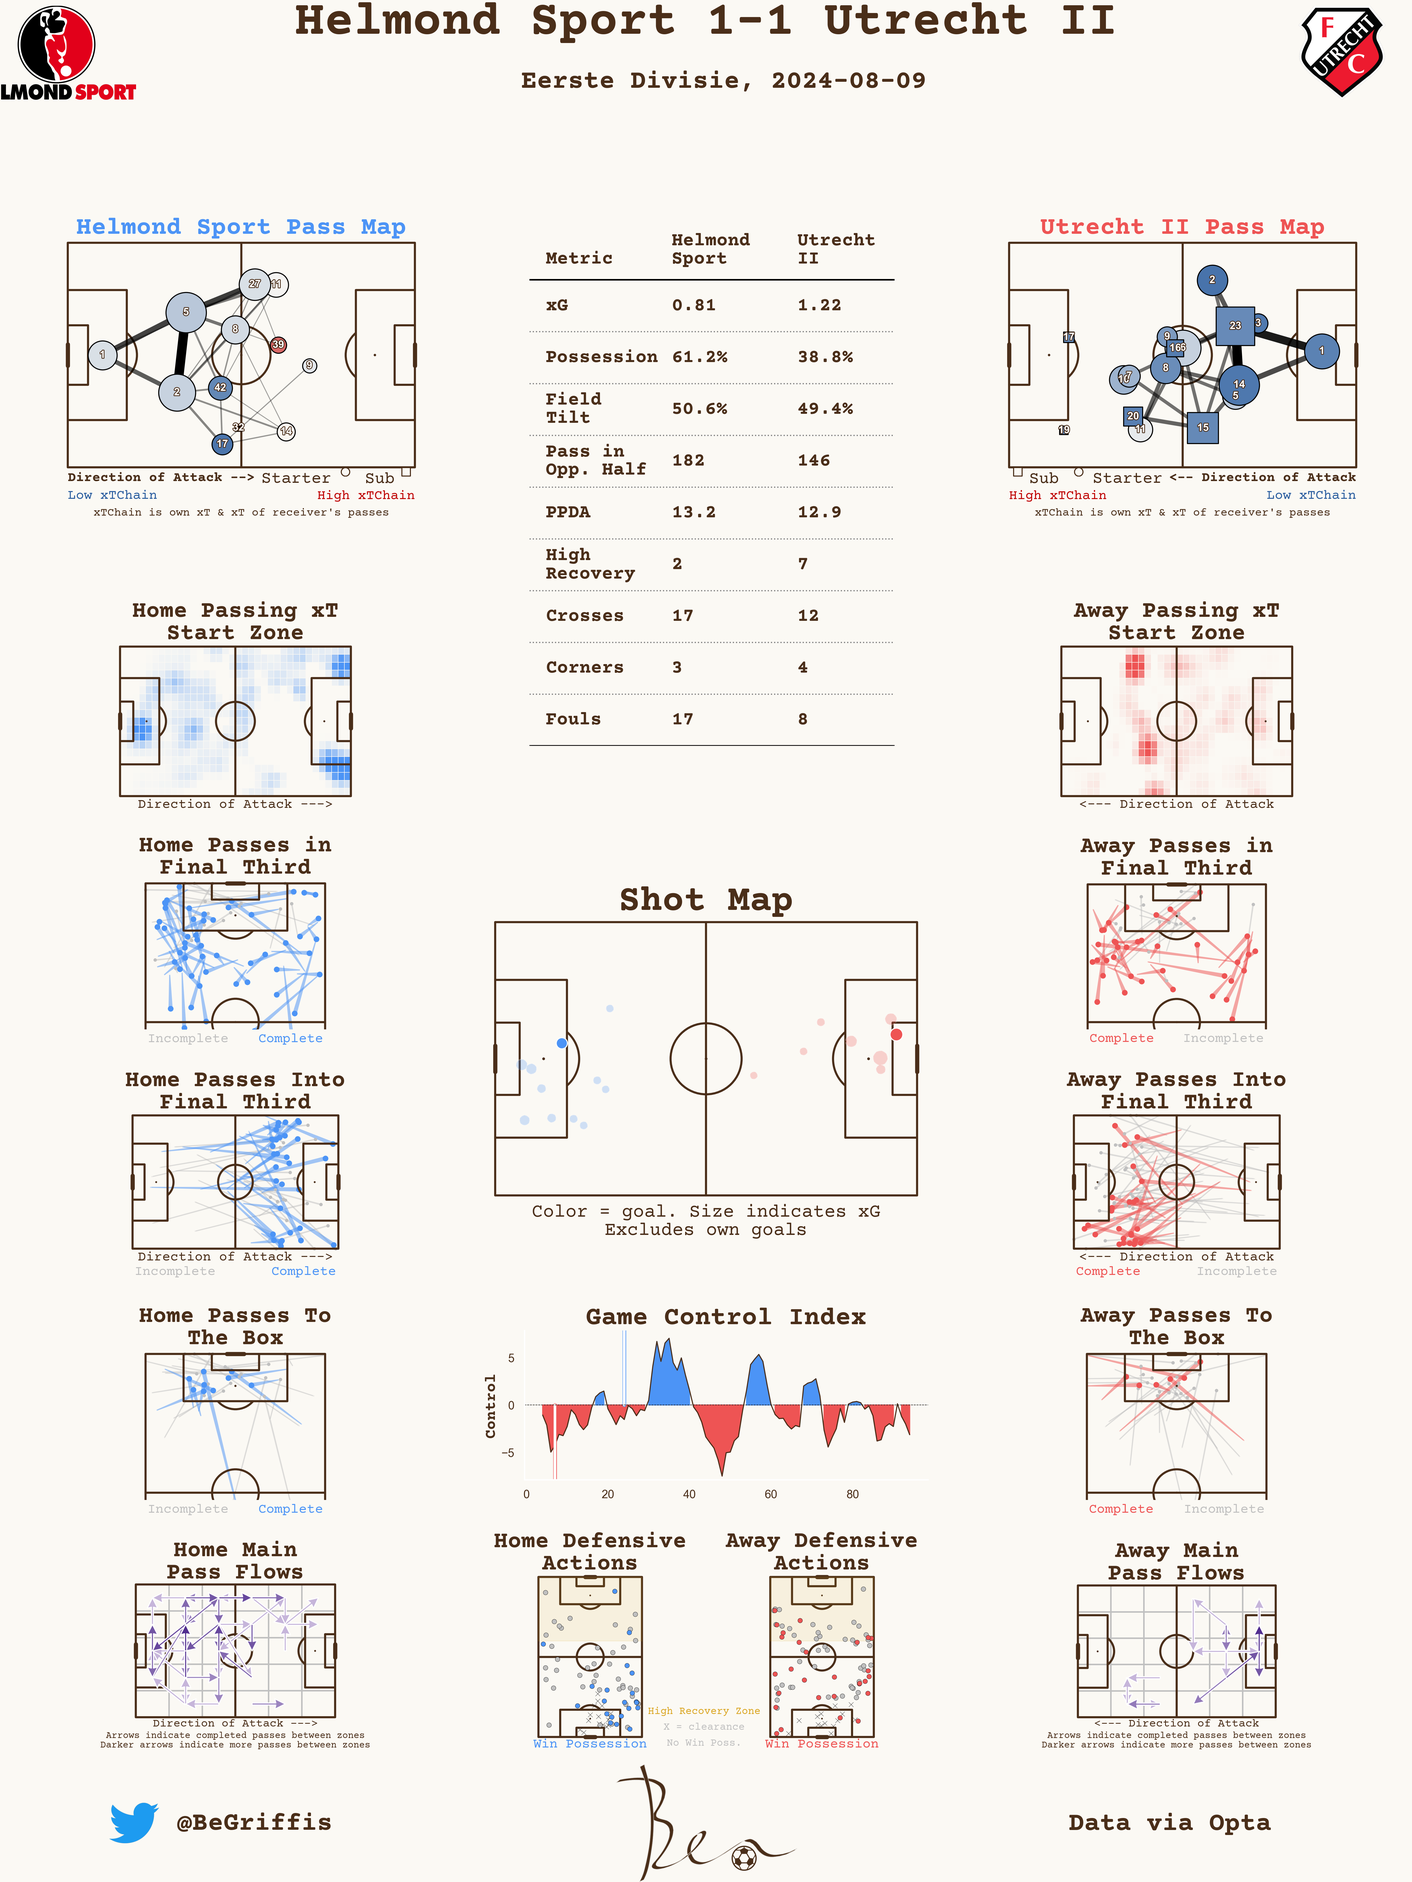 Helmond Sport 1-1 Utrecht II
Eerste Divisie, 2024-08-09
LMOND SPORT
F
UTRECHT
C
Helmond Sport Pass Map
27
11
5
8
39
1
9
2
42
32
14
17
Direction of Attack --> Starter Sub
Low xTChain High xTChain
xTChain is own xT & xT of receiver's passes
Metric Helmond Sport Utrecht II
xG 0.81 1.22
Possession 61.2% 38.8%
Field Tilt 50.6% 49.4%
Pass in Opp. Half 182 146
PPDA 13.2 12.9
High Recovery 2 7
Crosses 17 12
Corners 3 4
Fouls 17 8
Utrecht II Pass Map
2
23
3
17
9
16
6
1
8
7
14
5
20
11
15
19
Sub Starter <-- Direction of Attack
High xTChain Low xTChain
xTChain is own xT & xT of receiver's passes
Home Passing xT
Start Zone
Direction of Attack --->
Away Passing xT
Start Zone
<--- Direction of Attack
Home Passes in
Final Third
Incomplete Complete
Away Passes in
Final Third
Complete Incomplete
Shot Map
Color = goal. Size indicates xG
Excludes own goals
Home Passes Into
Final Third
Direction of Attack --->
Incomplete Complete
Away Passes Into
Final Third
<--- Direction of Attack
Complete Incomplete
Home Passes To
The Box
Incomplete Complete
Game Control Index
Control
5
0
−5
0 20 40 60 80
Away Passes To
The Box
Complete Incomplete
Home Main
Pass Flows
Direction of Attack --->
Arrows indicate completed passes between zones
Darker arrows indicate more passes between zones
Home Defensive
Actions
Win Possession
High Recovery Zone
X = clearance
No Win Poss.
Away Defensive
Actions
Win Possession
Away Main
Pass Flows
<--- Direction of Attack
Arrows indicate completed passes between zones
Darker arrows indicate more passes between zones
@BeGriffis
Ben
Data via Opta